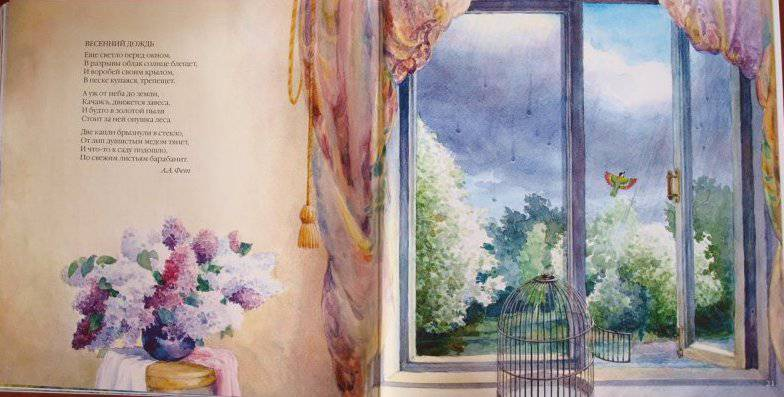 ВЕСЕННИЙ ДОЖДЬ
Еще светло перед окном,
В разрывы облак солнце блещет,
И воробей своим крылом,
В песке купаяся, трепещет.
А уж от неба до земли,
Качаясь, движется завеса,
И будто в золотой пыли
Стоит за ней опушка леса.
Две капли брызнули в стекло,
От лип душистым медом тянет,
И что-то к саду подошло,
По свежим листьям барабанит.
А.А. Фет
21